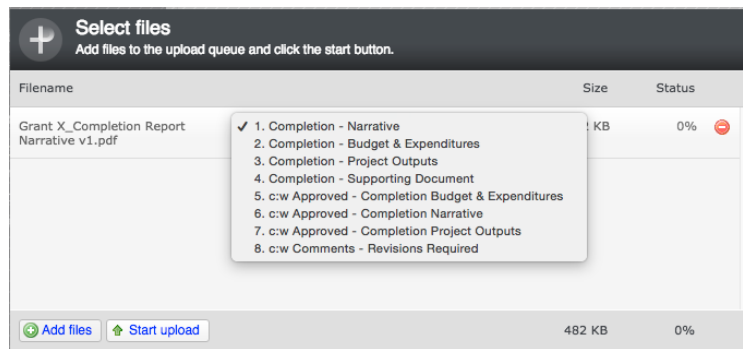 Select files
Add files to the upload queue and click the start button.
Filename Size Status
Grant X_Completion Report
Narrative v1.pdf
✓ 1. Completion - Narrative
2. Completion - Budget & Expenditures
3. Completion - Project Outputs
4. Completion - Supporting Document
5. c:w Approved - Completion Budget & Expenditures
6. c:w Approved - Completion Narrative
7. c:w Approved - Completion Project Outputs
8. c:w Comments - Revisions Required
KB 0%
Add files Start upload 482 KB 0%